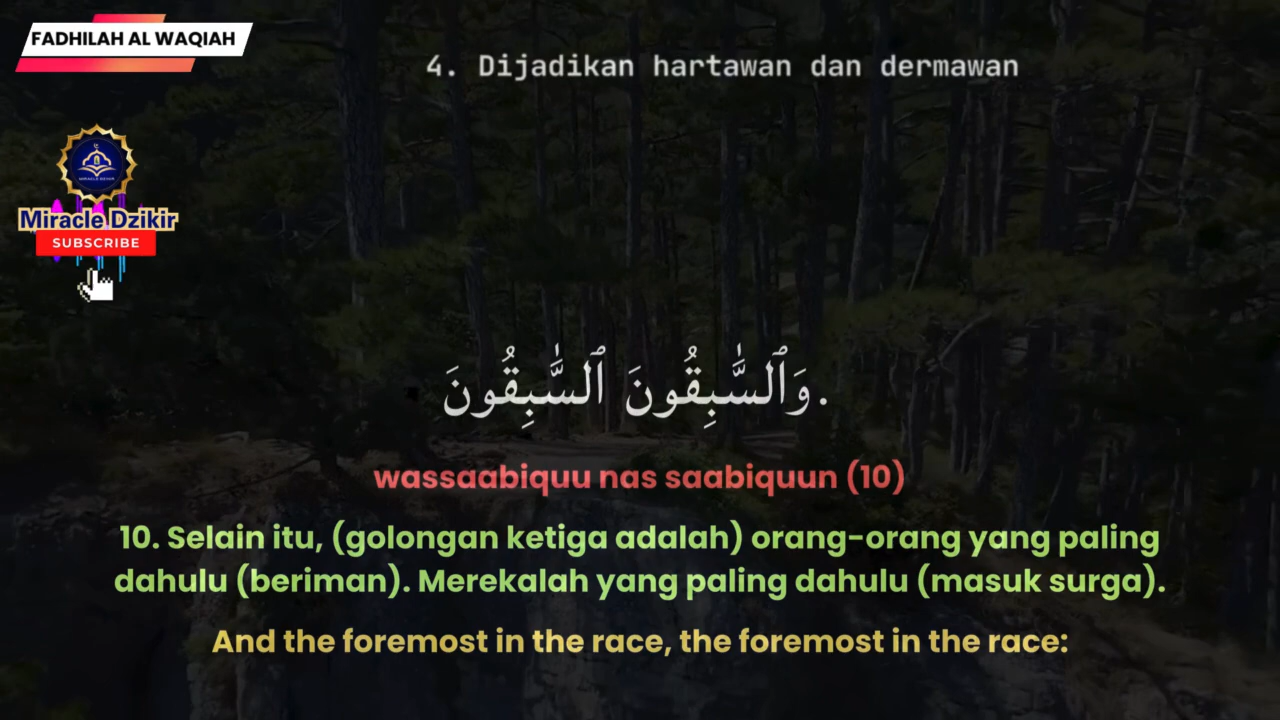 FADHILAH AL WAQIAH
4. Dijadikan hartawan dan dermawan
Miracle Dzikir
SUBSCRIBE
وَٱلسَّٰبِقُونَ ٱلسَّٰبِقُونَ.
wassaabiquu nas saabiquun (10)
10. Selain itu, (golongan ketiga adalah) orang-orang yang paling
dahulu (beriman). Merekalah yang paling dahulu (masuk surga).
And the foremost in the race, the foremost in the race: